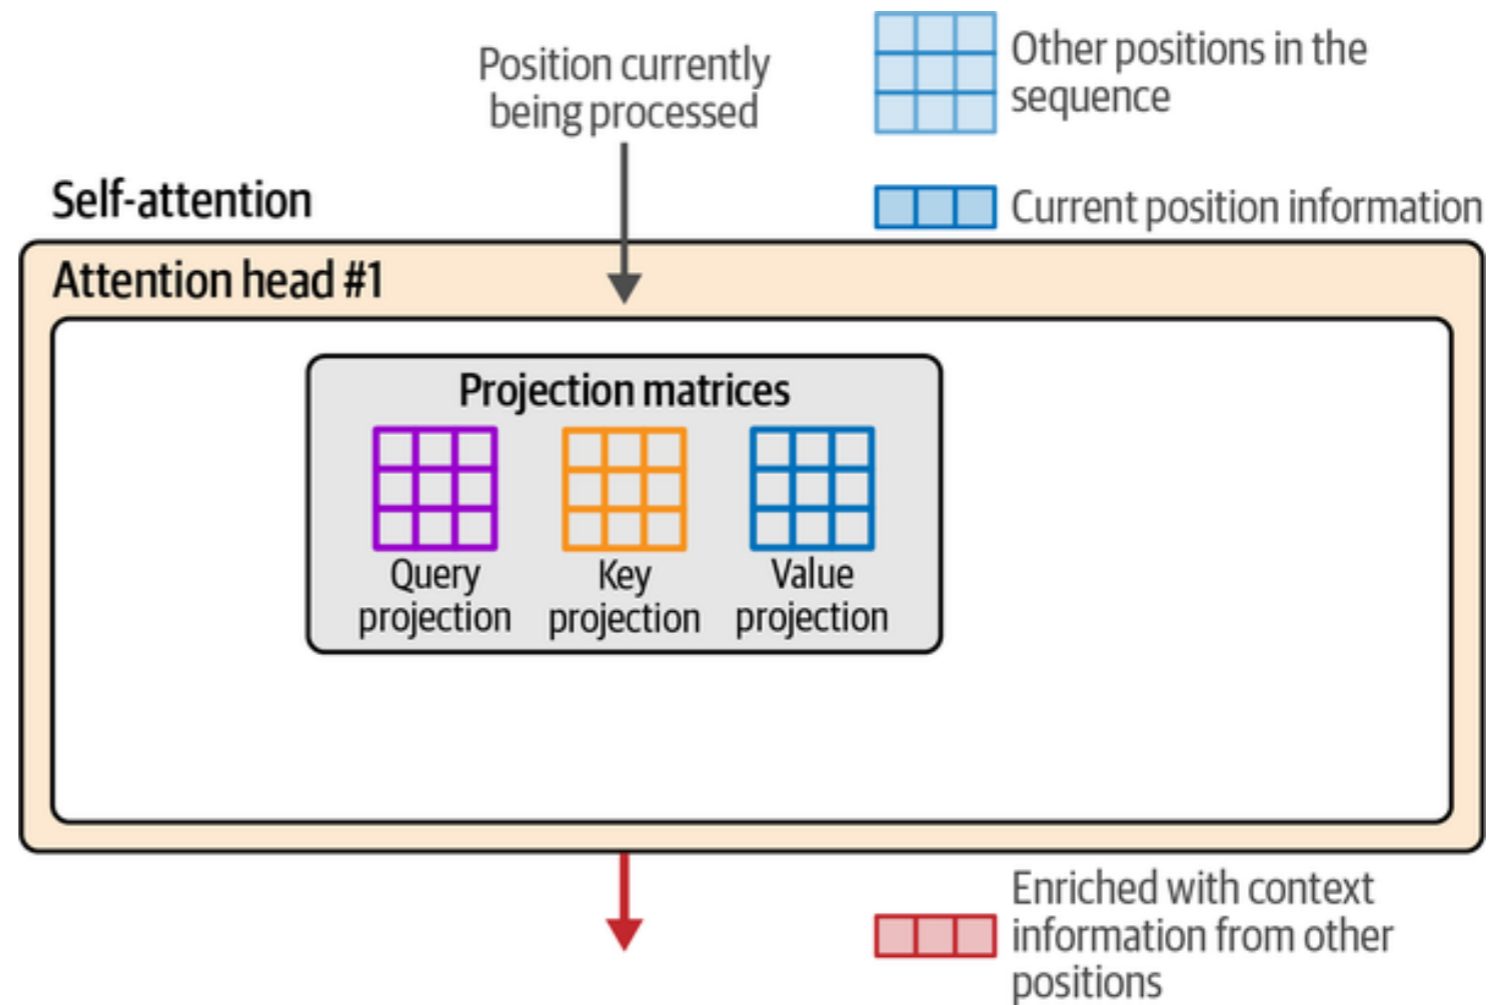 Position currently
being processed
Other positions in the
sequence
Current position information
Self-attention
Attention head #1
Projection matrices
Query
projection
Key
projection
Value
projection
Enriched with context
information from other
positions